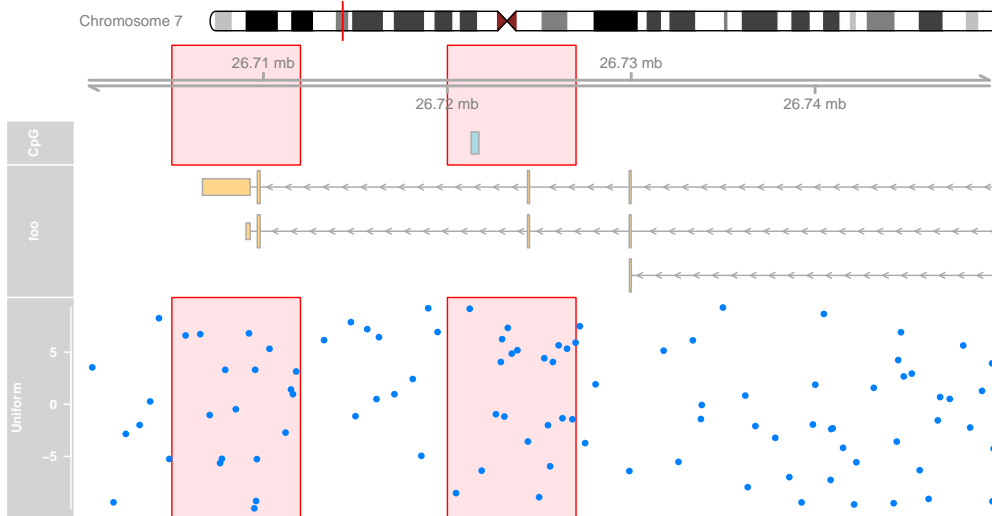 Chromosome 7
26.71 mb
26.73 mb
26.72 mb
26.74 mb
CpG
foo
Uniform
5
0
−5